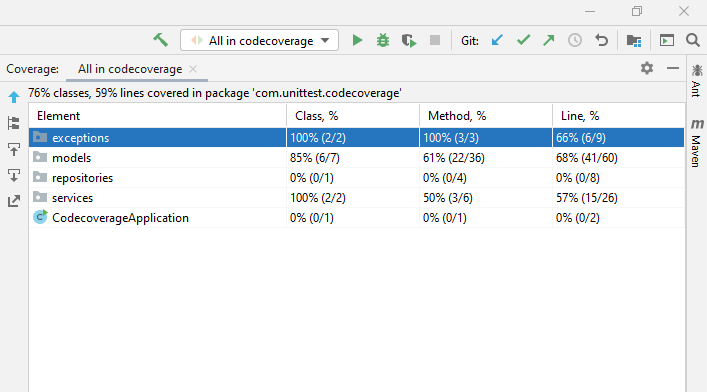 All in codecoverage
Git:
Coverage: All in codecoverage
76% classes, 59% lines covered in package 'com.unittest.codecoverage'
Element Class, % Method, % Line, %
exceptions 100% (2/2) 100% (3/3) 66% (6/9)
models 85% (6/7) 61% (22/36) 68% (41/60)
repositories 0% (0/1) 0% (0/4) 0% (0/8)
services 100% (2/2) 50% (3/6) 57% (15/26)
C CodecoverageApplication 0% (0/1) 0% (0/1) 0% (0/2)
Ant
m
Maven